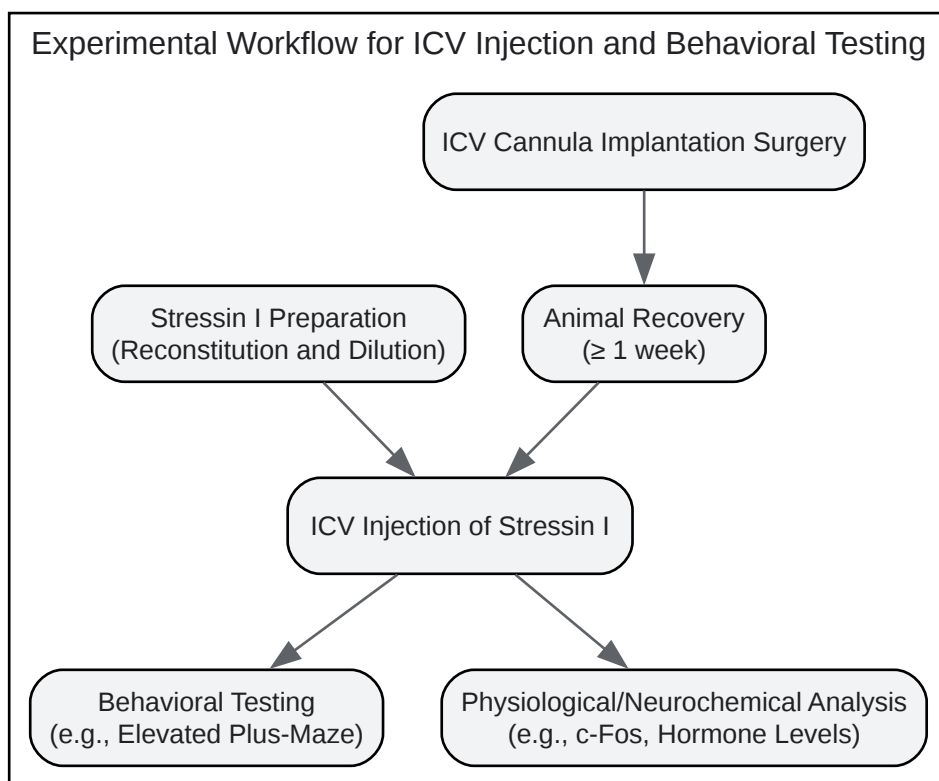 Experimental Workflow for ICV Injection and Behavioral Testing
ICV Cannula Implantation Surgery
Stressin I Preparation
(Reconstitution and Dilution)
Animal Recovery
(≥ 1 week)
ICV Injection of Stressin I
Behavioral Testing
(e.g., Elevated Plus-Maze)
Physiological/Neurochemical Analysis
(e.g., c-Fos, Hormone Levels)